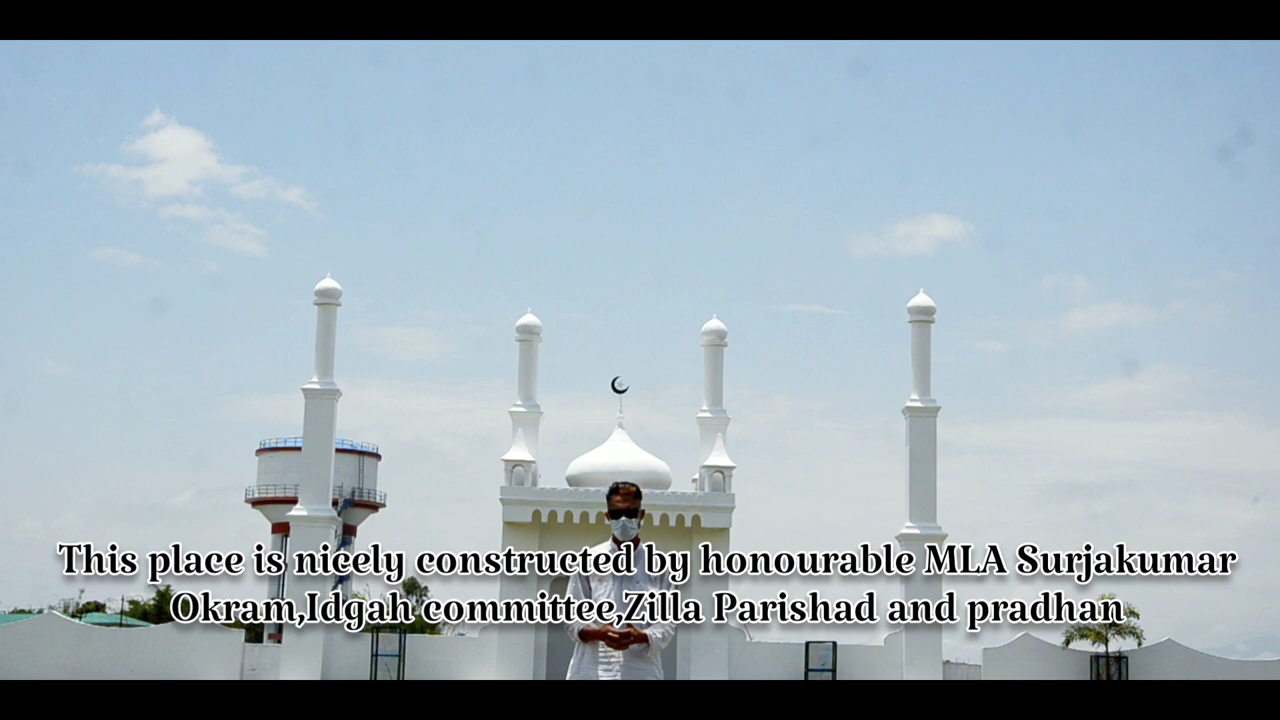 This place is nicely constructed by honourable MLA Surjakumar
Okram,Idgah committee,Zilla Parishad and pradhan